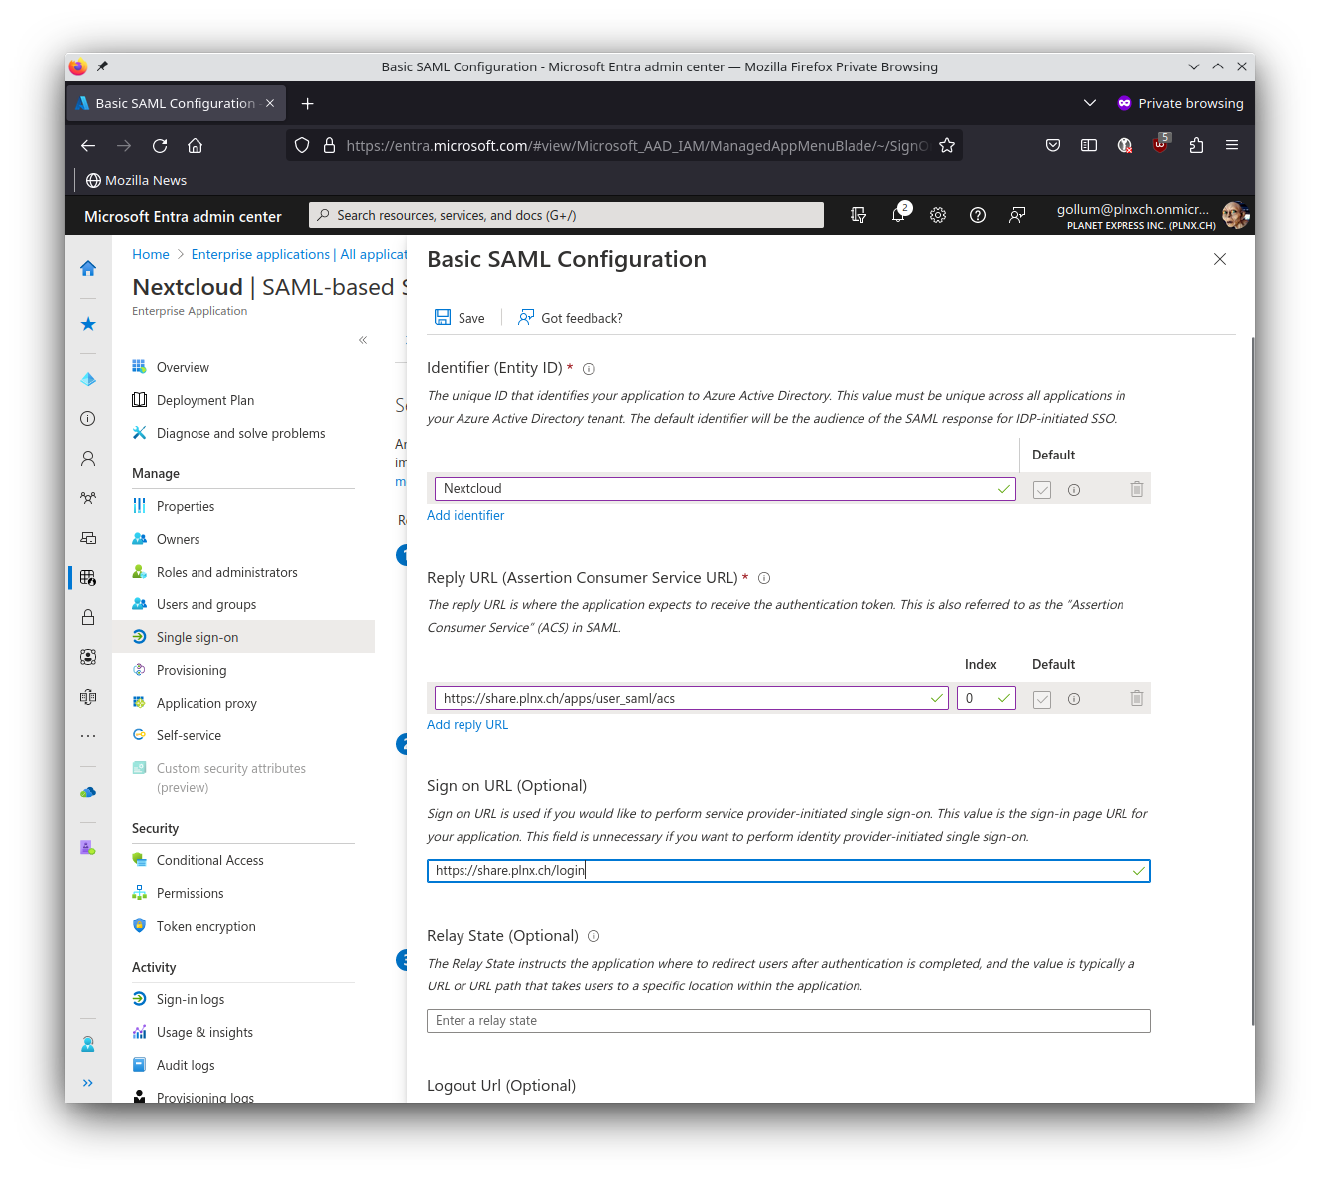 Basic SAML Configuration - Microsoft Entra admin center — Mozilla Firefox Private Browsing
Basic SAML Configuration -
Private browsing
https://entra.microsoft.com/#view/Microsoft_AAD_IAM/ManagedAppMenuBlade/~/SignO
5
Mozilla News
Microsoft Entra admin center
Search resources, services, and docs (G+/)
2
gollum@plnxch.onmicr...
PLANET EXPRESS INC. (PLNX.CH)
Home > Enterprise applications | All applicat
Nextcloud | SAML-based S
Enterprise Application
«
Overview
Deployment Plan
Diagnose and solve problems
Manage
Properties
Owners
Roles and administrators
Users and groups
Single sign-on
Provisioning
Application proxy
Self-service
Custom security attributes
(preview)
Security
Conditional Access
Permissions
Token encryption
Activity
Sign-in logs
Usage & insights
Audit logs
Provisioning logs
Basic SAML Configuration
Save
Got feedback?
Identifier (Entity ID) *
The unique ID that identifies your application to Azure Active Directory. This value must be unique across all applications in
your Azure Active Directory tenant. The default identifier will be the audience of the SAML response for IDP-initiated SSO.
Default
Nextcloud
Add identifier
Reply URL (Assertion Consumer Service URL) *
The reply URL is where the application expects to receive the authentication token. This is also referred to as the "Assertion
Consumer Service" (ACS) in SAML.
Index Default
https://share.plnx.ch/apps/user_saml/acs 0
Add reply URL
Sign on URL (Optional)
Sign on URL is used if you would like to perform service provider-initiated single sign-on. This value is the sign-in page URL for
your application. This field is unnecessary if you want to perform identity provider-initiated single sign-on.
https://share.plnx.ch/login
Relay State (Optional)
The Relay State instructs the application where to redirect users after authentication is completed, and the value is typically a
URL or URL path that takes users to a specific location within the application.
Enter a relay state
Logout Url (Optional)